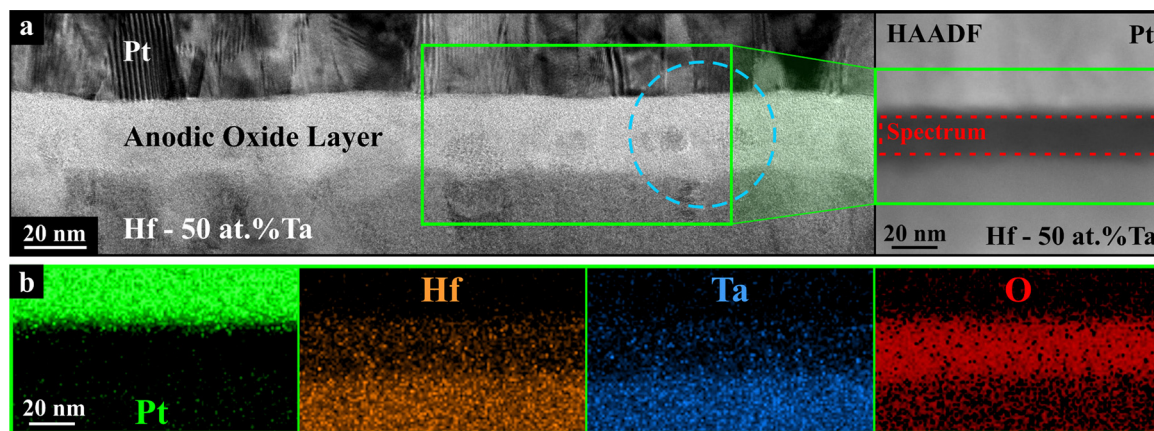 a
Pt
HAADF
Pt
Anodic Oxide Layer
Spectrum
20 nm
Hf - 50 at.%Ta
20 nm
Hf - 50 at.%Ta
b
Hf
Ta
O
20 nm
Pt